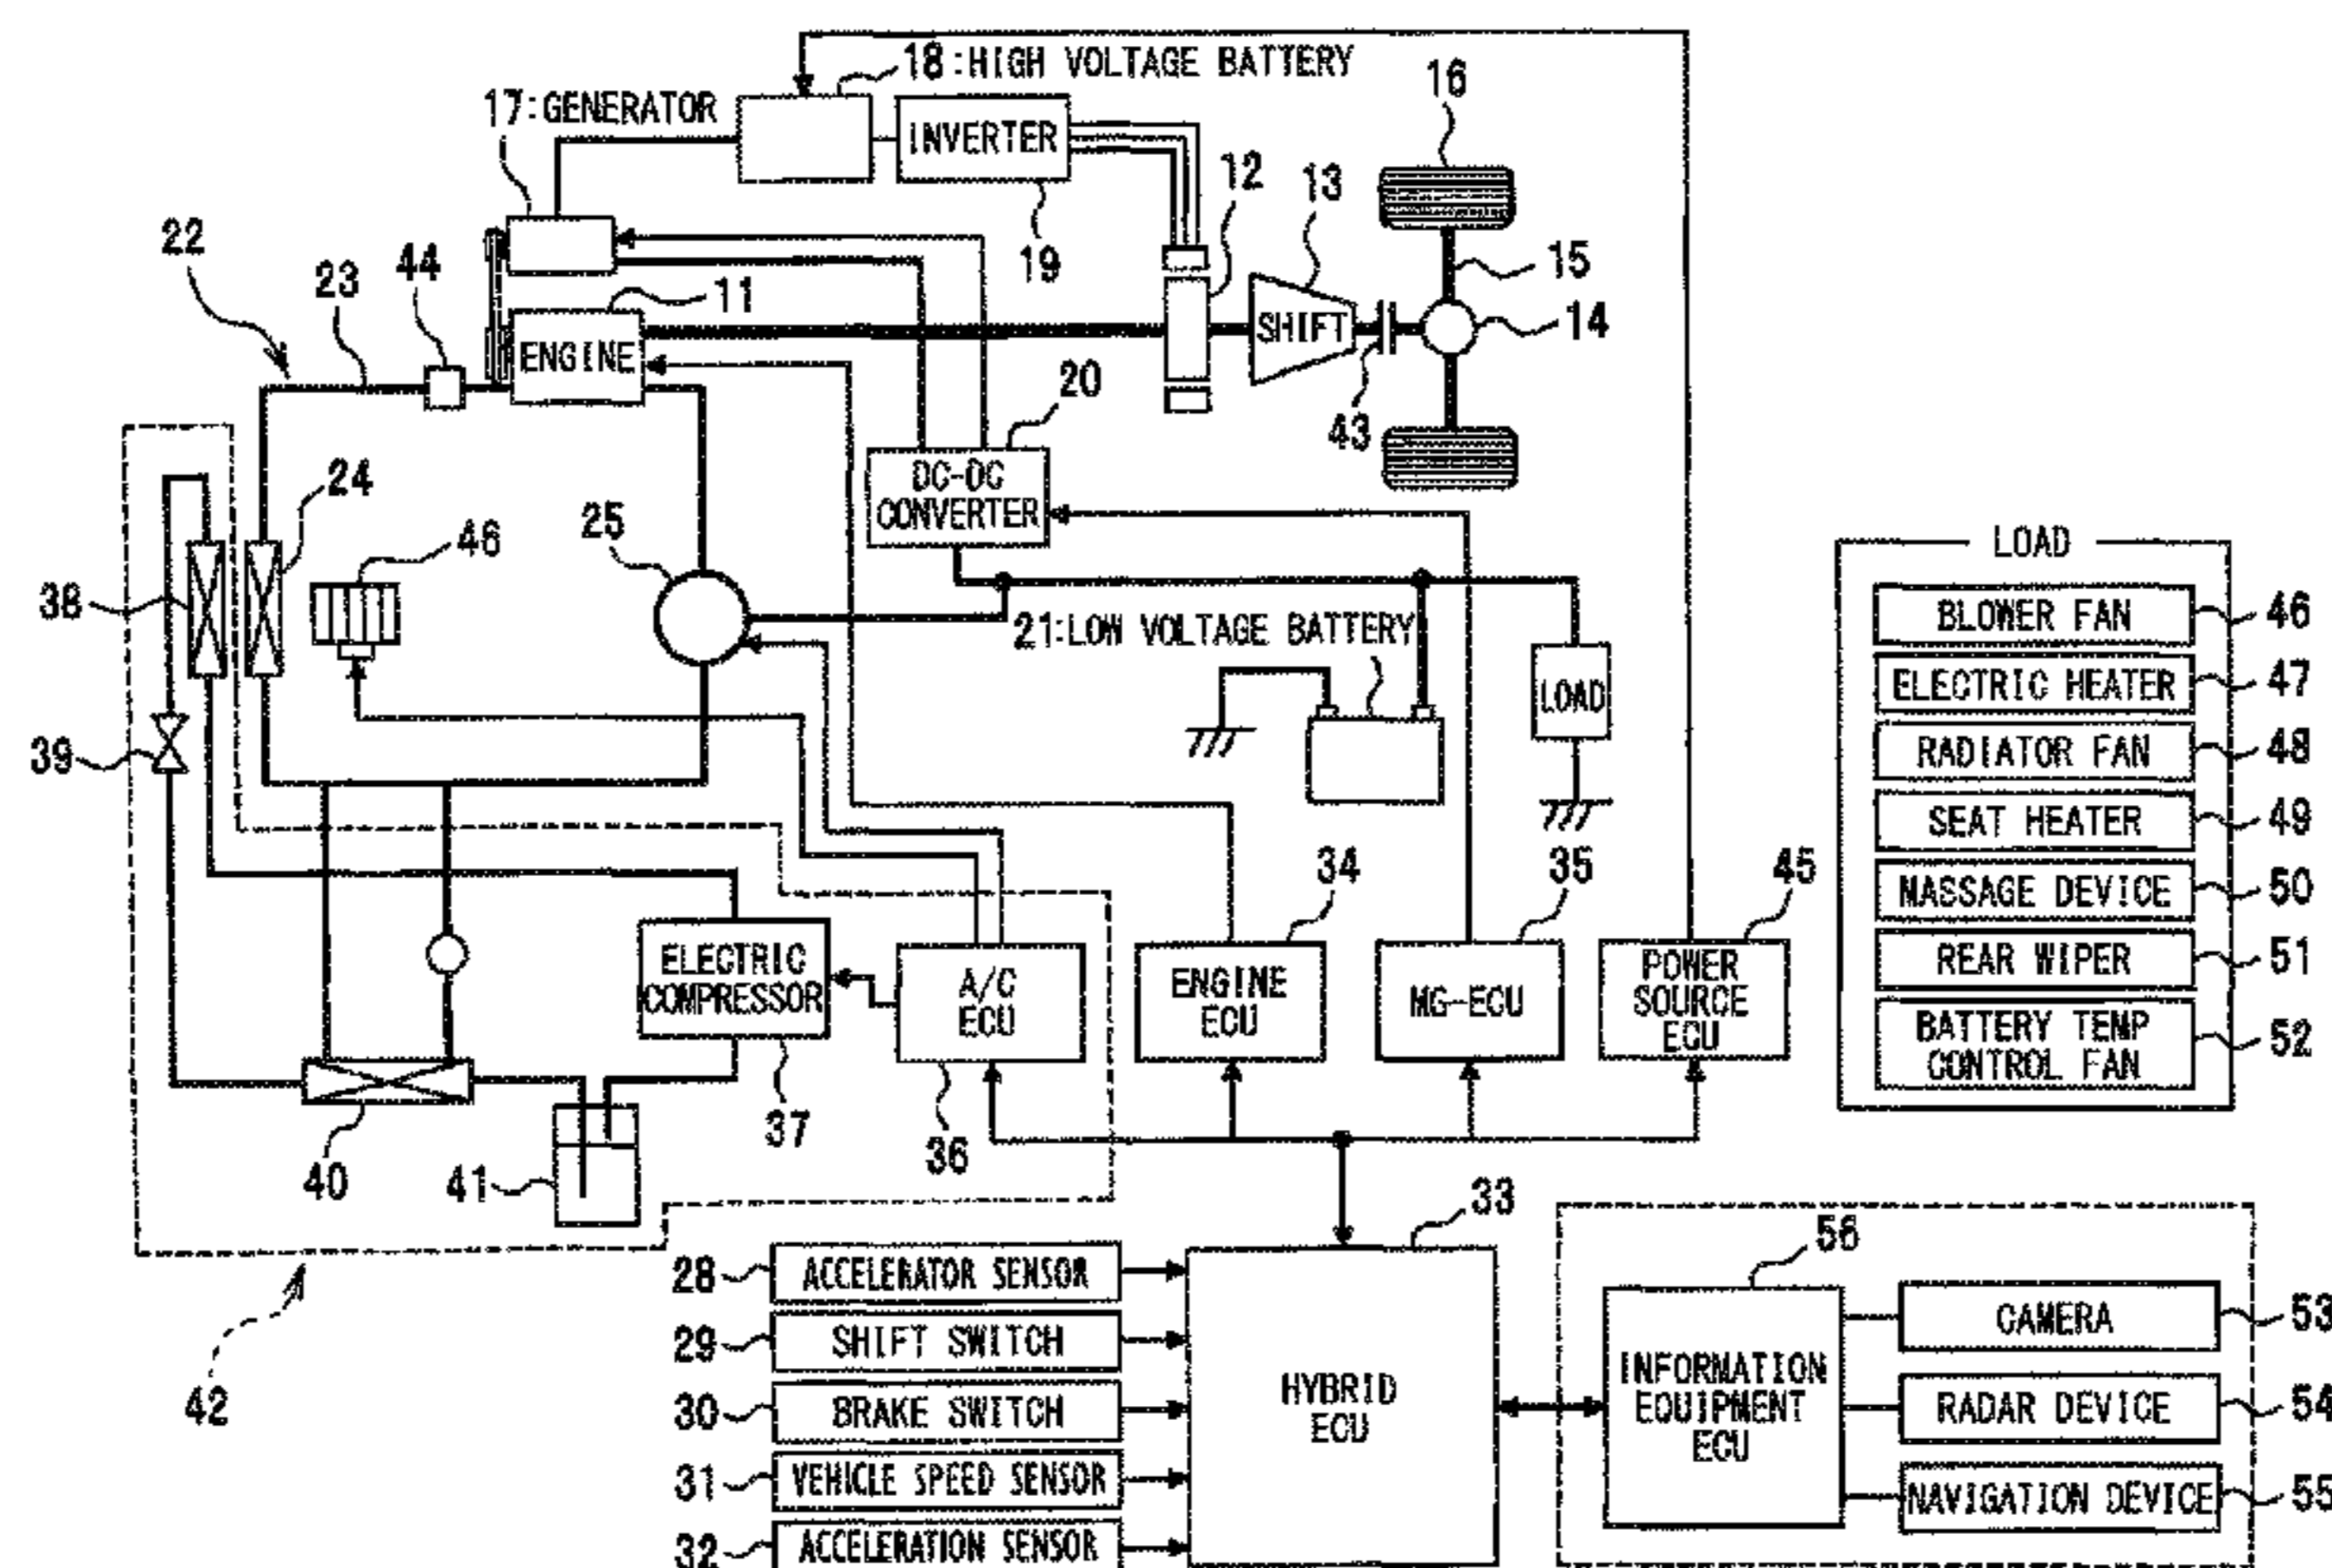 18:HIGH VOLTAGE BATTERY
17:GENERATOR
INVERTER
16
12
13
22
44
23
11
19
15
14
ENGINE
SHIFT
20
43
24
46
25
DC-DC
CONVERTER
38
21:LOW VOLTAGE BATTERY
LOAD
39
LOAD
BLOWER FAN
46
ELECTRIC HEATER
47
RADIATOR FAN
48
SEAT HEATER
49
MASSAGE DEVICE
50
REAR WIPER
51
BATTERY TEMP
CONTROL FAN
52
34
35
45
ELECTRIC
COMPRESSOR
A/C
ECU
ENGINE
ECU
MG-ECU
POWER
SOURCE
ECU
40
41
37
36
42
33
28
ACCELERATOR SENSOR
29
SHIFT SWITCH
30
BRAKE SWITCH
31
VEHICLE SPEED SENSOR
32
ACCELERATION SENSOR
HYBRID
ECU
56
INFORMATION
EQUIPMENT
ECU
CAMERA
53
RADAR DEVICE
54
NAVIGATION DEVICE
55